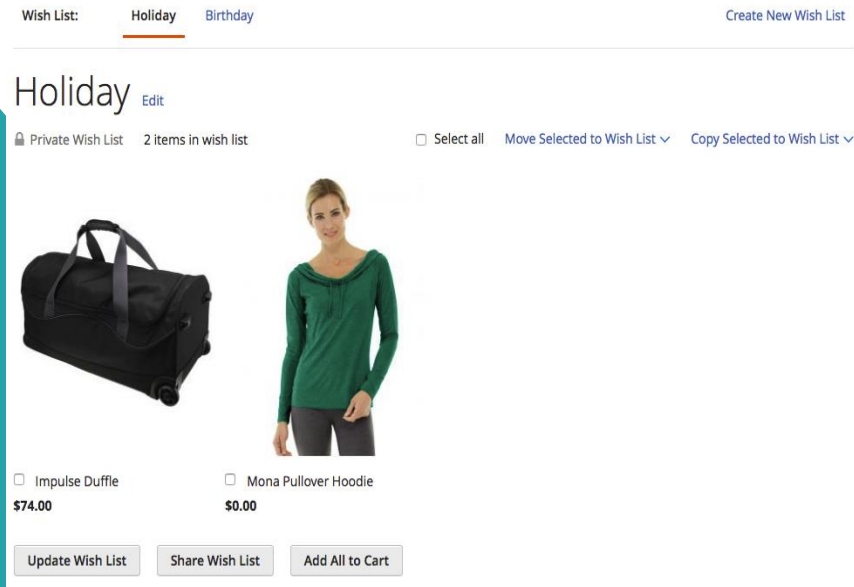 Wish List: Holiday Birthday Create New Wish List
Holiday Edit
Private Wish List 2 items in wish list Select all Move Selected to Wish List Copy Selected to Wish List
Impulse Duffle Mona Pullover Hoodie
$74.00 $0.00
Update Wish List Share Wish List Add All to Cart